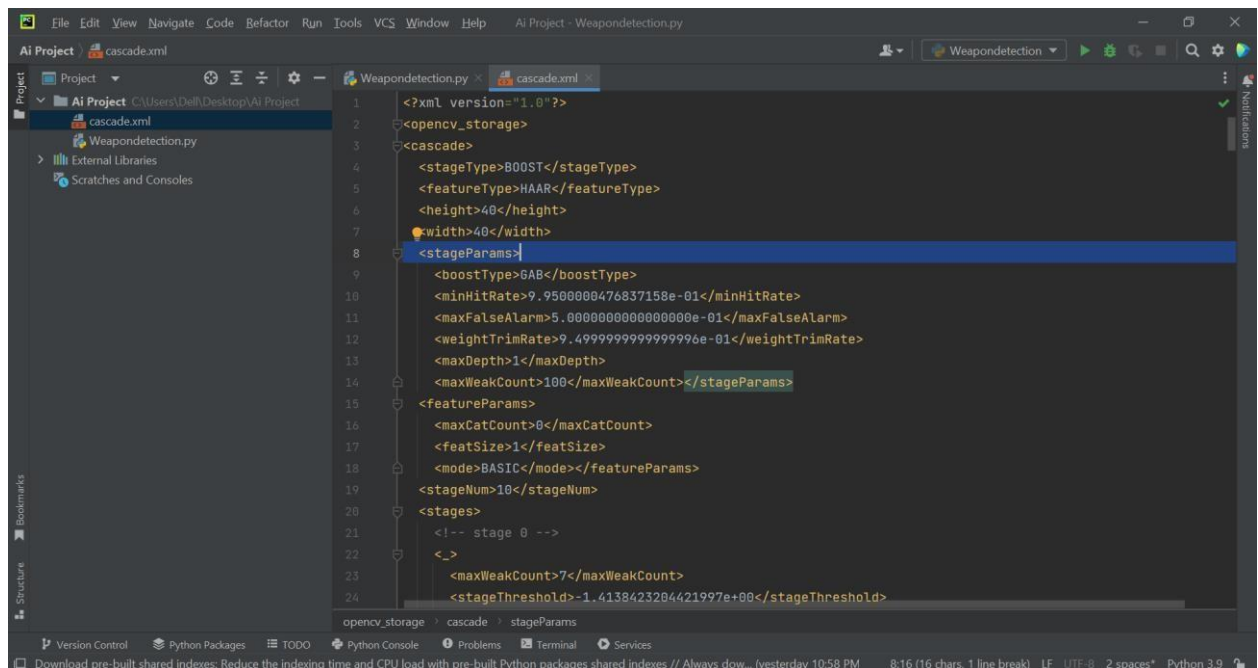 File Edit View Navigate Code Refactor Run Tools VCS Window Help Ai Project - Weapondetection.py
Ai Project cascade.xml Weapondetection
Project
Project
Weapondetection.py cascade.xml
Ai Project C:\Users\Dell\Desktop\Ai Project
cascade.xml
Weapondetection.py
External Libraries
Scratches and Consoles
Notifications
1 <?xml version="1.0"?>
2 <opencv_storage>
3 <cascade>
4 <stageType>BOOST</stageType>
5 <featureType>HAAR</featureType>
6 <height>40</height>
7 <width>40</width>
8 <stageParams>
9 <boostType>GAB</boostType>
10 <minHitRate>9.9500000476837158e-01</minHitRate>
11 <maxFalseAlarm>5.0000000000000000e-01</maxFalseAlarm>
12 <weightTrimRate>9.4999999999999996e-01</weightTrimRate>
13 <maxDepth>1</maxDepth>
14 <maxWeakCount>100</maxWeakCount></stageParams>
15 <featureParams>
16 <maxCatCount>0</maxCatCount>
17 <featSize>1</featSize>
18 <mode>BASIC</mode></featureParams>
19 <stageNum>10</stageNum>
20 <stages>
21 <!-- stage 0 -->
22 <_>
23 <maxWeakCount>7</maxWeakCount>
24 <stageThreshold>-1.4138423204421997e+00</stageThreshold>
Bookmarks
Structure
opencv_storage › cascade › stageParams
Version Control Python Packages TODO Python Console Problems Terminal Services
Download pre-built shared indexes: Reduce the indexing time and CPU load with pre-built Python packages shared indexes // Always dow... (yesterday 10:58 PM 8:16 (16 chars, 1 line break) LF UTF-8 2 spaces* Python 3.9